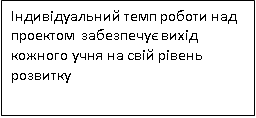 Індивідуальний темп роботи над
проектом забезпечує вихід
кожного учня на свій рівень
розвитку